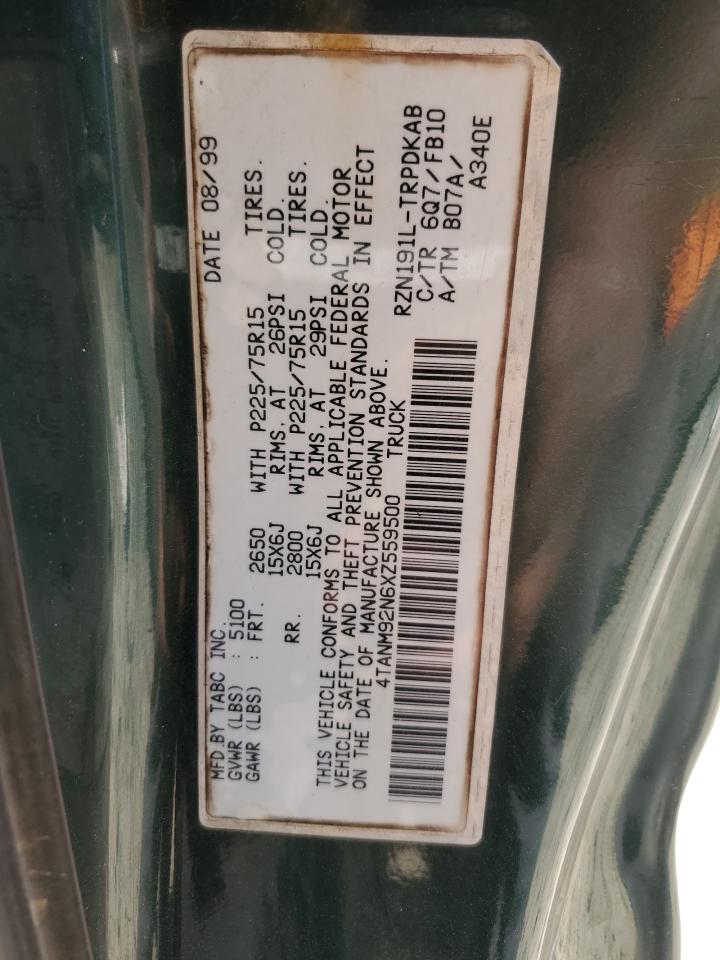 DATE 08/99
MFD.BY TABC INC.
GVWR (LBS) : 5100
GAWR (LBS) : FRT. 2650 WITH P225/75R15 TIRES.
15X6J RIMS, AT 26PSI COLD.
RR. 2800 WITH P225/75R15 TIRES.
15X6J RIMS, AT 29PSI COLD.
THIS VEHICLE CONFORMS TO ALL APPLICABLE FEDERAL MOTOR
VEHICLE SAFETY AND THEFT PREVENTION STANDARDS IN EFFECT
ON THE DATE OF MANUFACTURE SHOWN ABOVE.
4TANM92N6XZ559500 TRUCK
RZN191L-TRPDKAB
C/TR 6Q7/FB10
A/TM B07A/
A340E